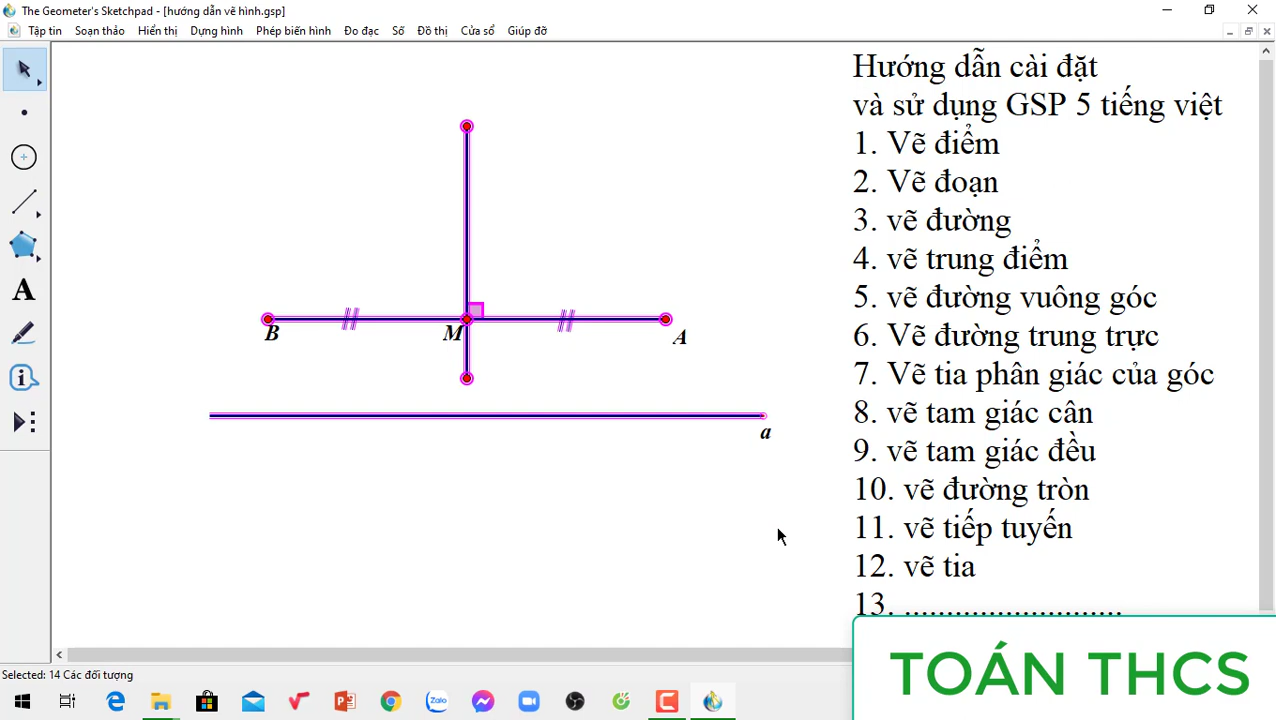 The Geometer's Sketchpad - [hướng dẫn vẽ hình.gsp]
Tập tin Soạn thảo Hiển thị Dựng hình Phép biến hình Đo đạc Số Đồ thị Cửa sổ Giúp đỡ
Hướng dẫn cài đặt
và sử dụng GSP 5 tiếng việt
1. Vẽ điểm
2. Vẽ đoạn
3. vẽ đường
4. vẽ trung điểm
5. vẽ đường vuông góc
6. Vẽ đường trung trực
7. Vẽ tia phân giác của góc
8. vẽ tam giác cân
9. vẽ tam giác đều
10. vẽ đường tròn
11. vẽ tiếp tuyến
12. vẽ tia
13. ..........................
A
B M A
a
TOÁN THCS
Selected: 14 Các đối tượng
Zalo